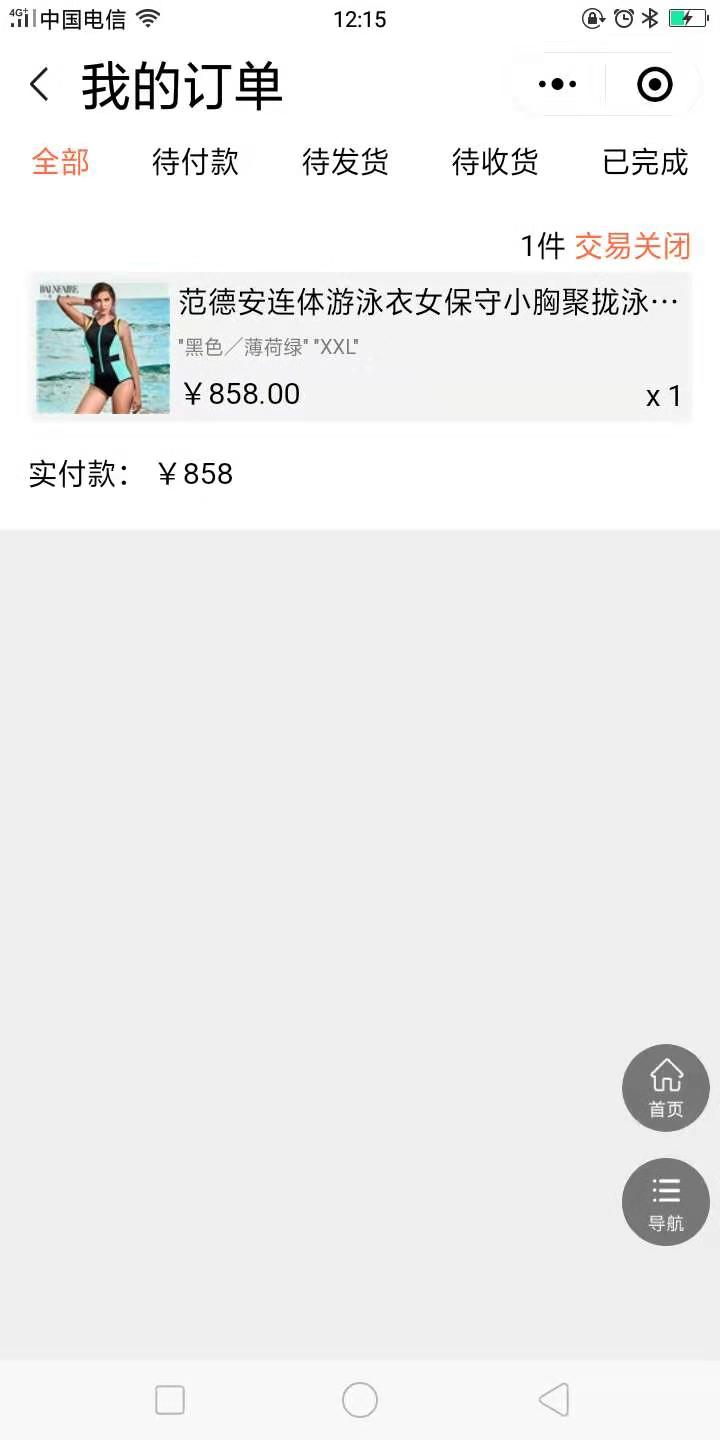 4G+ 中国电信 12:15
我的订单
全部 待付款 待发货 待收货 已完成
1件 交易关闭
范德安连体游泳衣女保守小胸聚拢泳…
"黑色／薄荷绿" "XXL"
￥858.00 x 1
实付款： ￥858
首页
导航